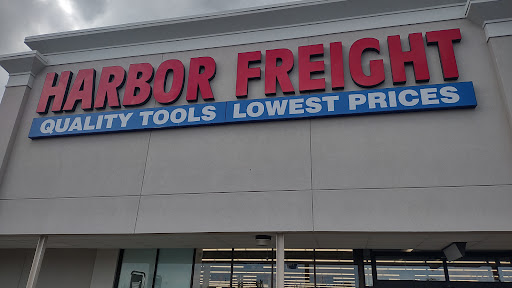 HARBOR FREIGHT
QUALITY TOOLS LOWEST PRICES